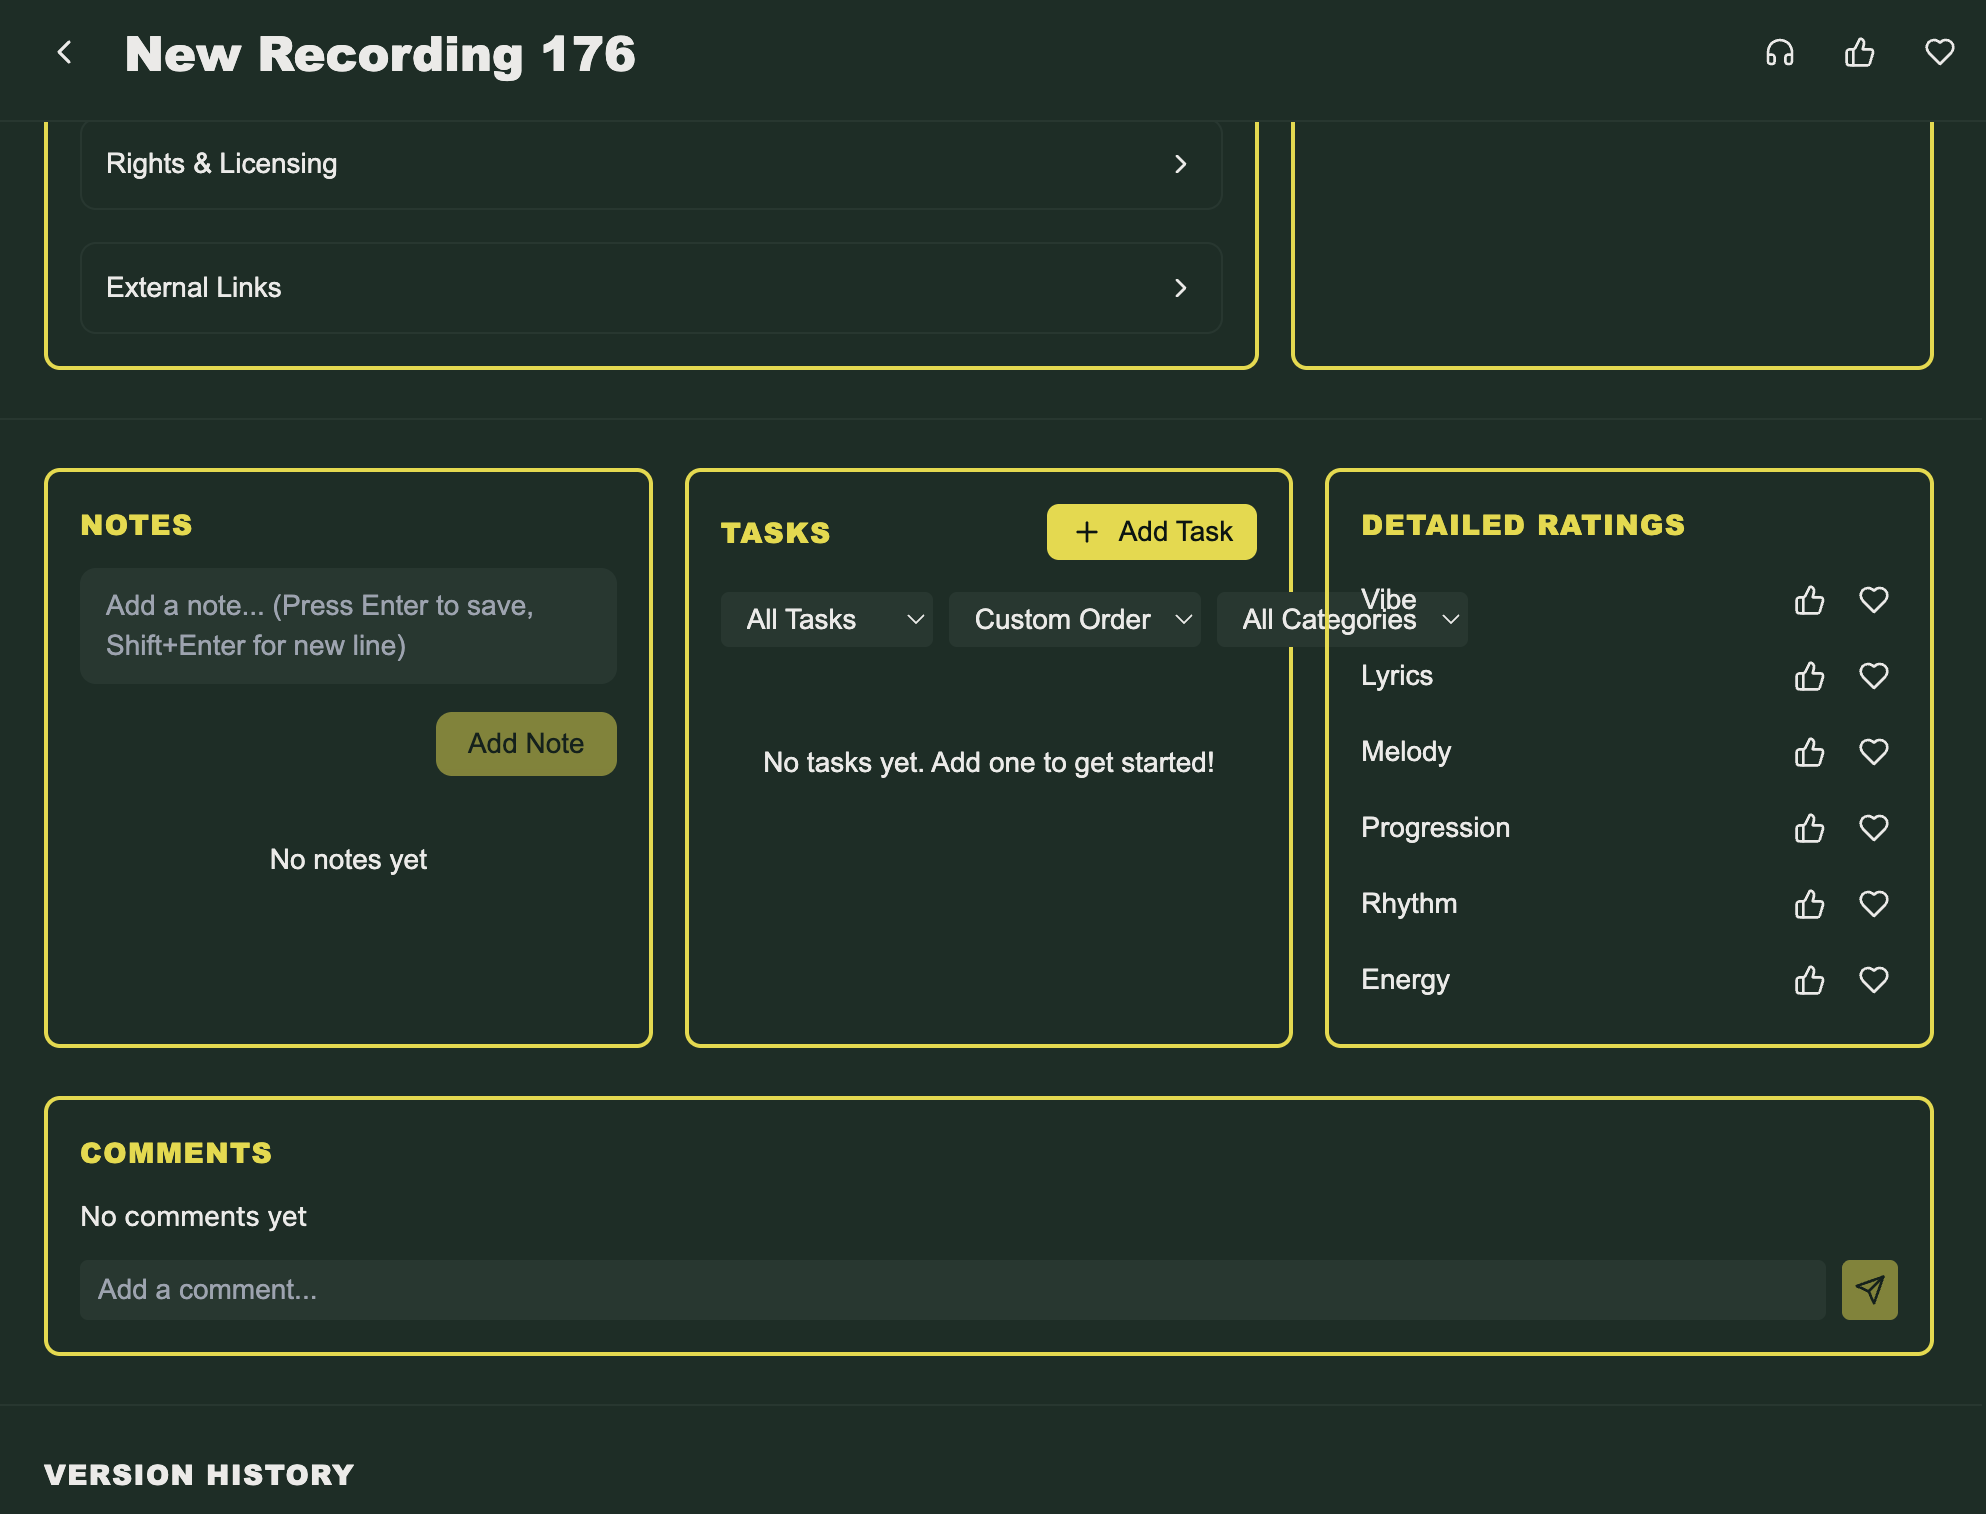 New Recording 176
Rights & Licensing
External Links
NOTES
Add a note... (Press Enter to save,
Shift+Enter for new line)
Add Note
No notes yet
TASKS
Add Task
All Tasks
Custom Order
All Categories
No tasks yet. Add one to get started!
DETAILED RATINGS
Vibe
Lyrics
Melody
Progression
Rhythm
Energy
COMMENTS
No comments yet
Add a comment...
VERSION HISTORY